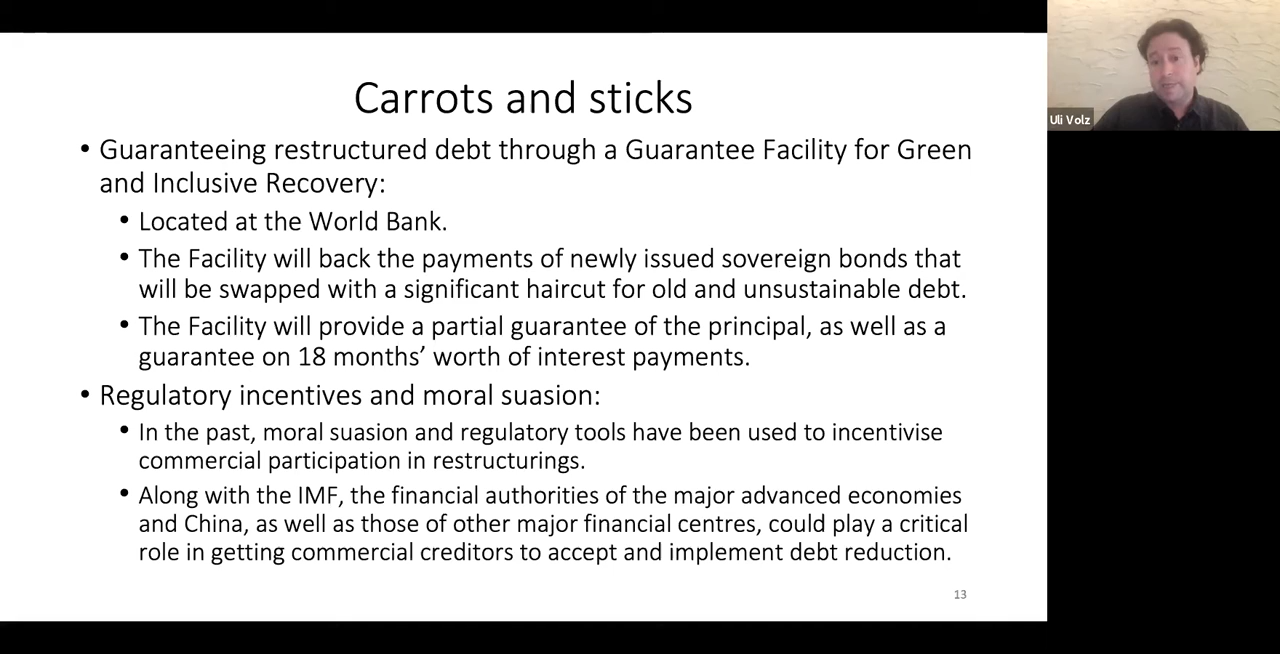 Carrots and sticks
• Guaranteeing restructured debt through a Guarantee Facility for Green
and Inclusive Recovery:
• Located at the World Bank.
• The Facility will back the payments of newly issued sovereign bonds that
will be swapped with a significant haircut for old and unsustainable debt.
• The Facility will provide a partial guarantee of the principal, as well as a
guarantee on 18 months’ worth of interest payments.
• Regulatory incentives and moral suasion:
• In the past, moral suasion and regulatory tools have been used to incentivise
commercial participation in restructurings.
• Along with the IMF, the financial authorities of the major advanced economies
and China, as well as those of other major financial centres, could play a critical
role in getting commercial creditors to accept and implement debt reduction.
13
Uli Volz